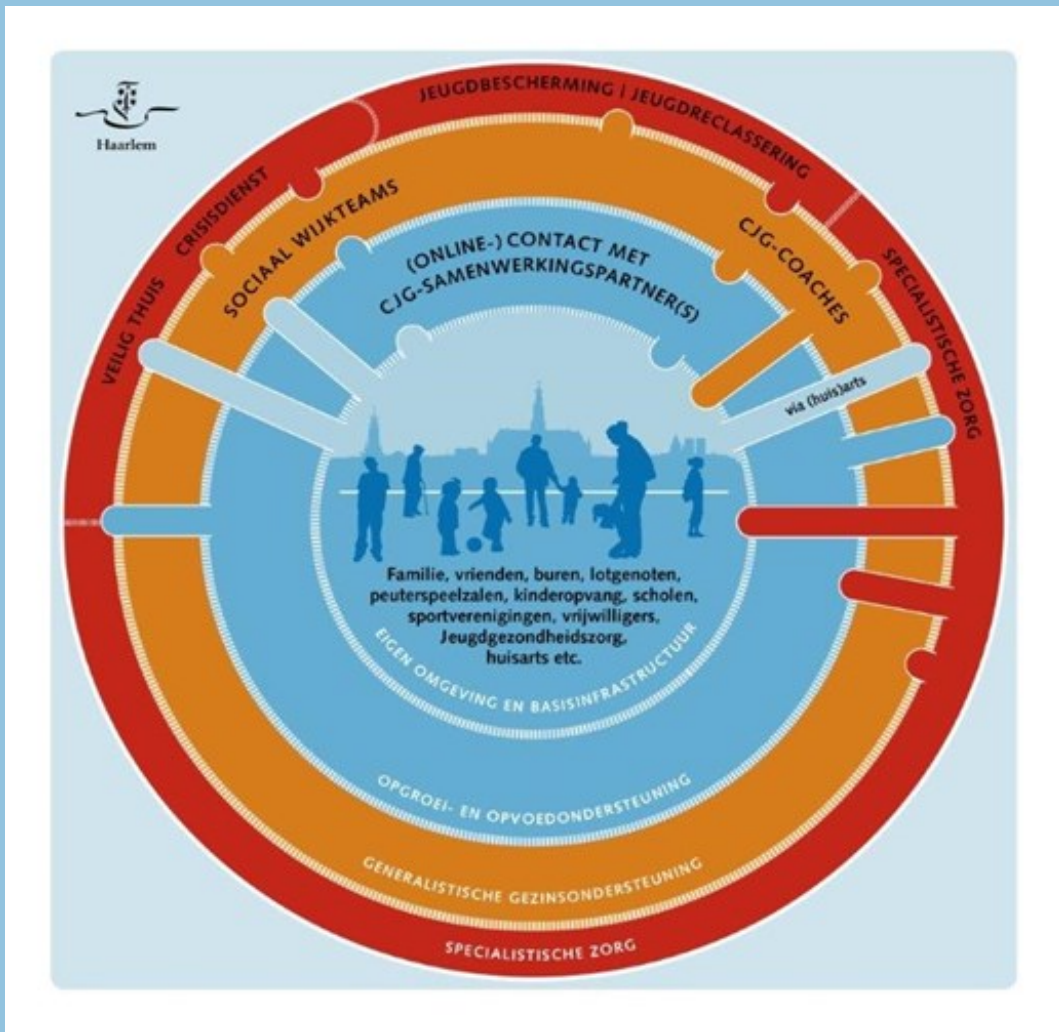 Haarlem
JEUGDBESCHERMING | JEUGDRECLASSERING
CRISISDIENST
VEILIG THUIS
SPECIALISTISCHE ZORG
SOCIAAL WIJKTEAMS
CJG-COACHES
(ONLINE-) CONTACT MET
CJG-SAMENWERKINGSPARTNER(S)
via (huis)arts
Familie, vrienden, buren, lotgenoten,
peuterspeelzalen, kinderopvang, scholen,
sportverenigingen, vrijwilligers,
Jeugdgezondheidszorg,
huisarts etc.
EIGEN OMGEVING EN BASISINFRASTRUCTUUR
OPGROEI- EN OPVOEDONDERSTEUNING
GENERALISTISCHE GEZINSONDERSTEUNING
SPECIALISTISCHE ZORG